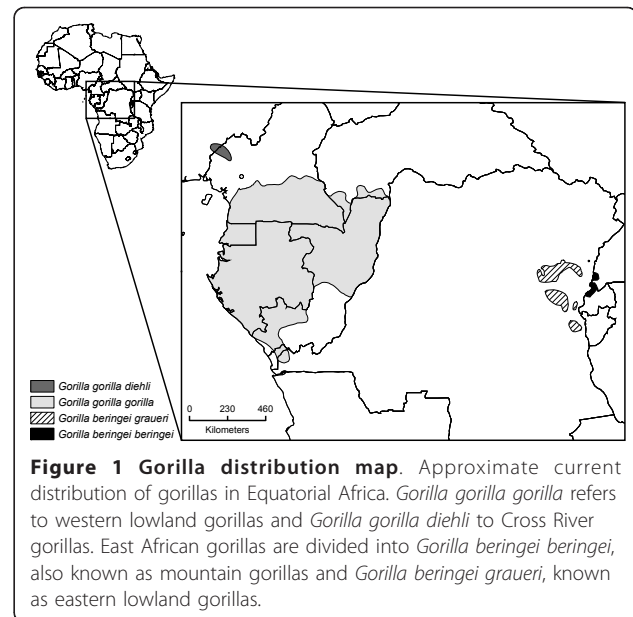 Gorilla gorilla diehli
Gorilla gorilla gorilla
Gorilla beringei graueri
Gorilla beringei beringei
0 230 460
Kilometers
Figure 1 Gorilla distribution map. Approximate current
distribution of gorillas in Equatorial Africa. Gorilla gorilla gorilla refers
to western lowland gorillas and Gorilla gorilla diehli to Cross River
gorillas. East African gorillas are divided into Gorilla beringei beringei,
also known as mountain gorillas and Gorilla beringei graueri, known
as eastern lowland gorillas.